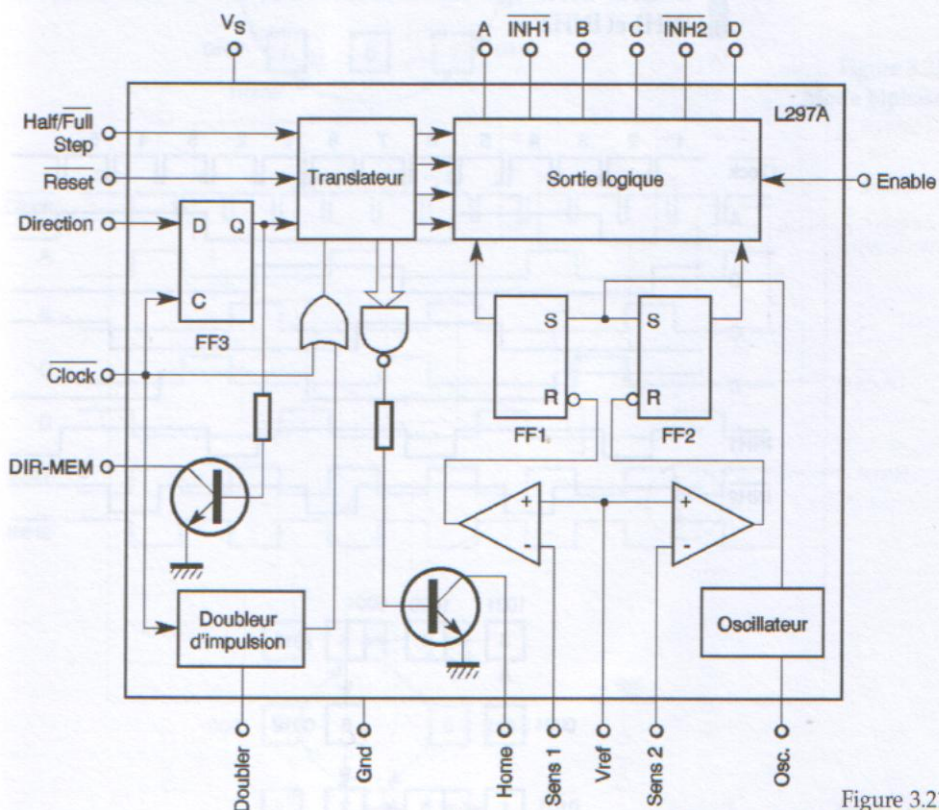 Vs
A INH1 B C INH2 D
L297A
Half/Full
Step
Reset
Direction
Translateur
Sortie logique
Enable
D Q
C
FF3
S
R
FF1
S
R
FF2
Clock
DIR-MEM
+
-
+
-
Doubleur
d'impulsion
Oscillateur
Doubler
Gnd
Home
Sens 1
Vref
Sens 2
Osc.
Figure 3.2